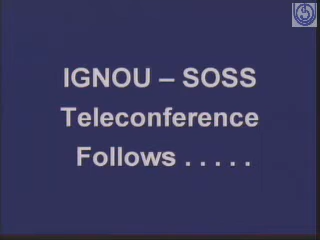 IGNOU – SOSS
Teleconference
Follows . . . . .